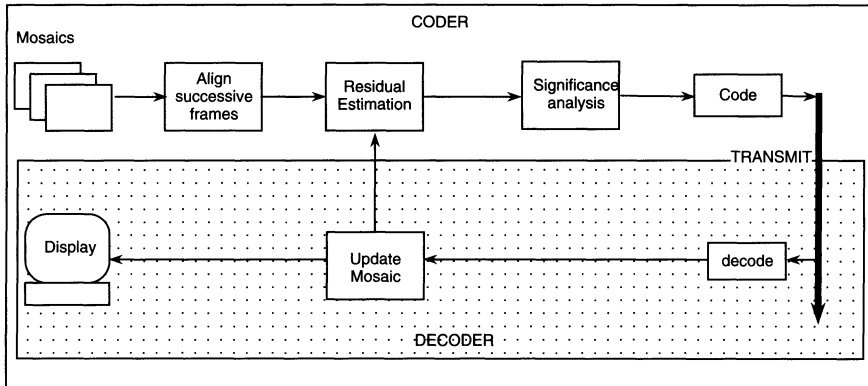 CODER
Mosaics
Align
successive
frames
Residual
Estimation
Significance
analysis
Code
TRANSMIT
Display
Update
Mosaic
decode
DECODER